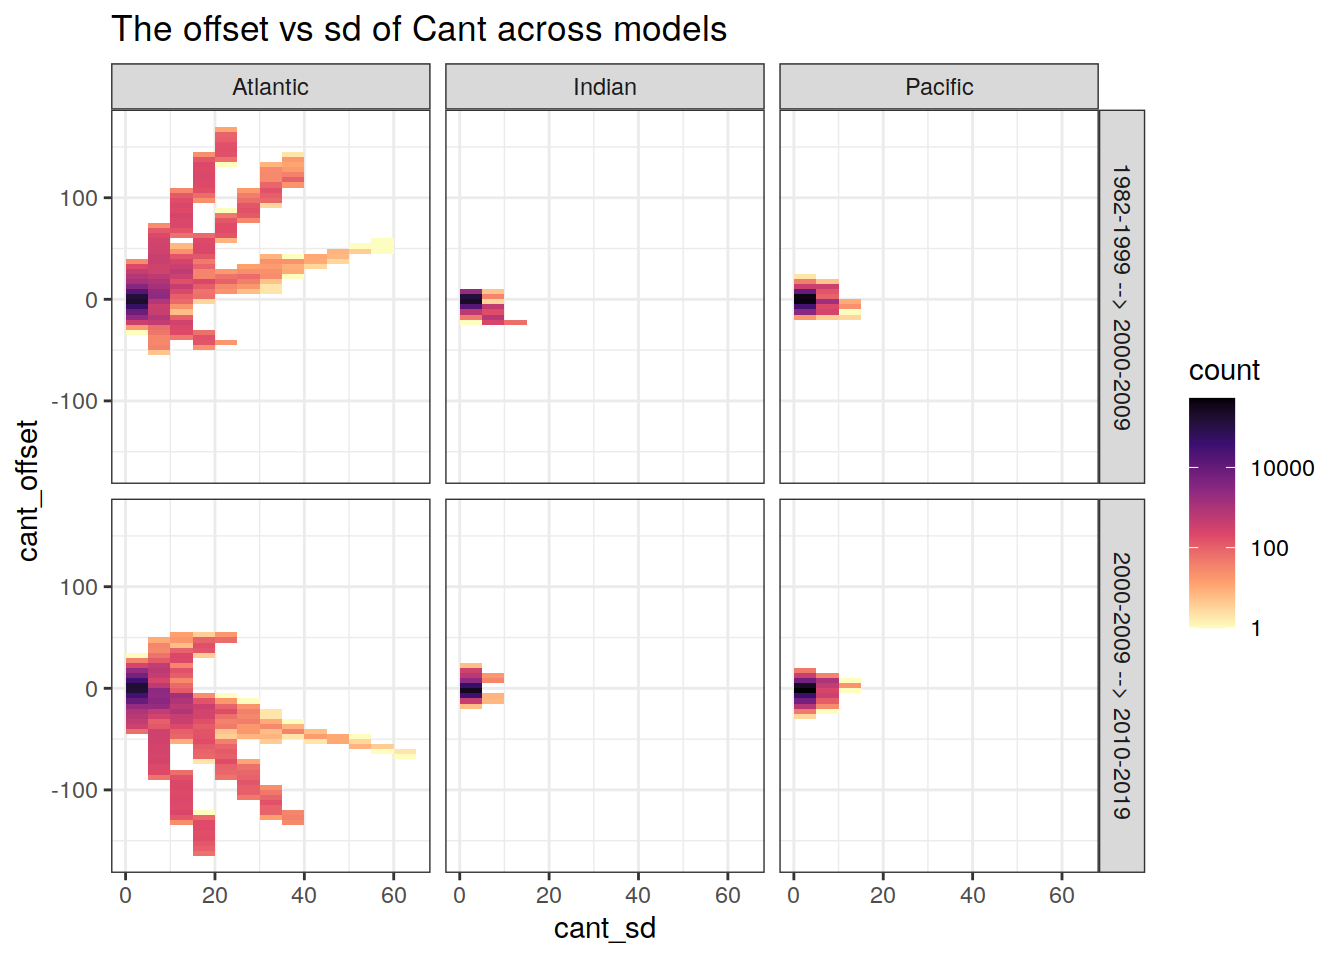 The offset vs sd of Cant across models
Atlantic
Indian
Pacific
100
0
-100
1982-1999 --> 2000-2009
100
0
-100
2000-2009 --> 2010-2019
cant_offset
0
20
40
60
0
20
40
60
0
20
40
60
cant_sd
count
10000
100
1